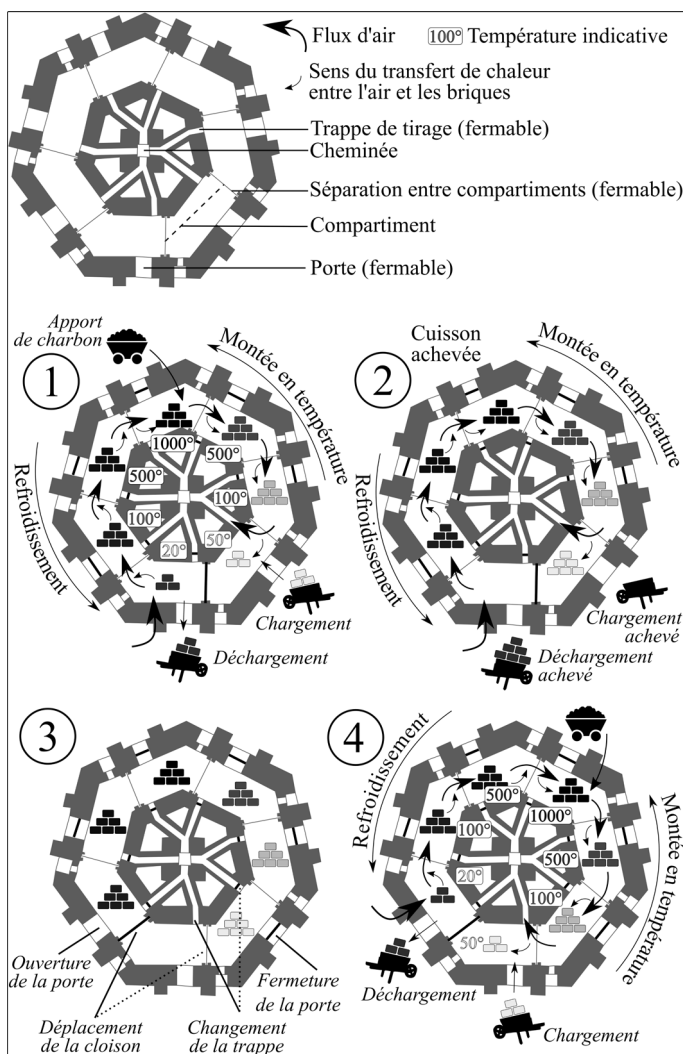 Flux d'air
100° Température indicative
Sens du transfert de chaleur
entre l'air et les briques
Trappe de tirage (fermable)
Cheminée
Séparation entre compartiments (fermable)
Compartiment
Porte (fermable)
1
Apport
de charbon
Montée en température
Refroidissement
1000°
500°
500°
100°
100°
20°
50°
Chargement
Déchargement
2
Cuisson
achevée
Montée en température
Refroidissement
Chargement
achevé
Déchargement
achevé
3
Ouverture
de la porte
Fermeture
de la porte
Déplacement
de la cloison
Changement
de la trappe
4
Refroidissement
Montée en température
500°
1000°
100°
500°
20°
100°
50°
Déchargement
Chargement